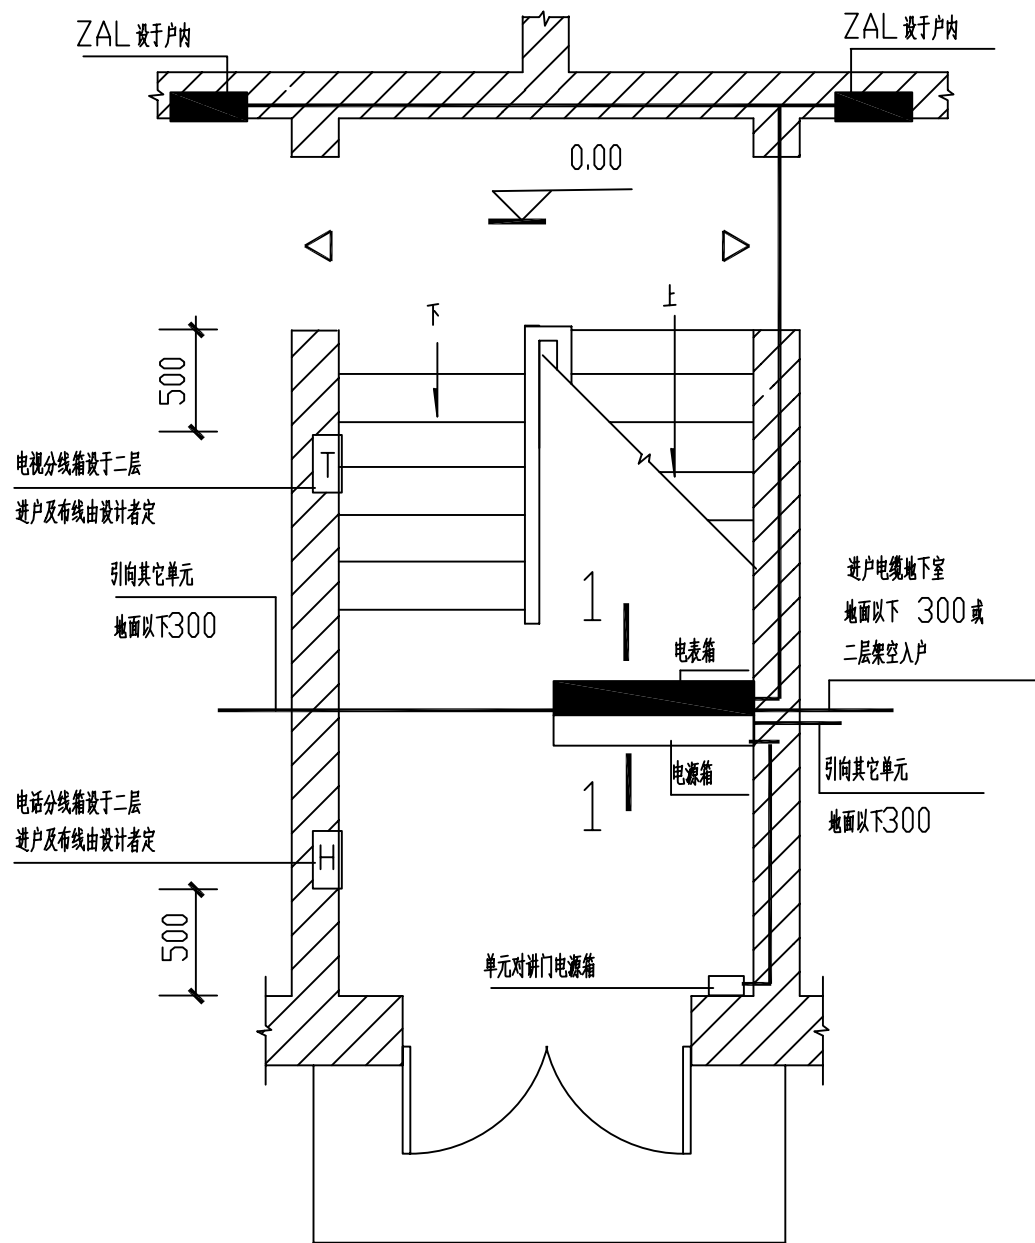 ZAL 设于户内
ZAL 设于户内
0.00
下
上
500
电视分线箱设于二层
进户及布线由设计者定
T
引向其它单元
地面以下300
1
进户电缆地下室
地面以下 300或
二层架空入户
电表箱
电源箱
1
引向其它单元
地面以下300
电话分线箱设于二层
进户及布线由设计者定
H
500
单元对讲门电源箱